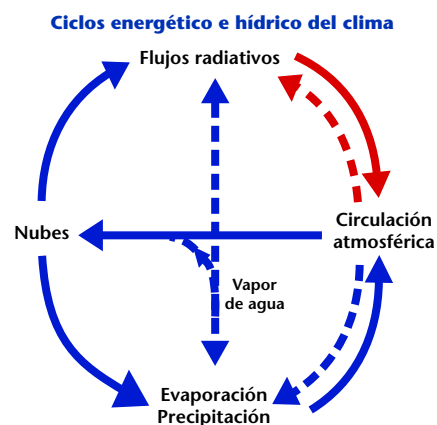 Ciclos energético e hídrico del clima
Flujos radiativos
Nubes
Circulación
atmosférica
Vapor
de agua
Evaporación
Precipitación